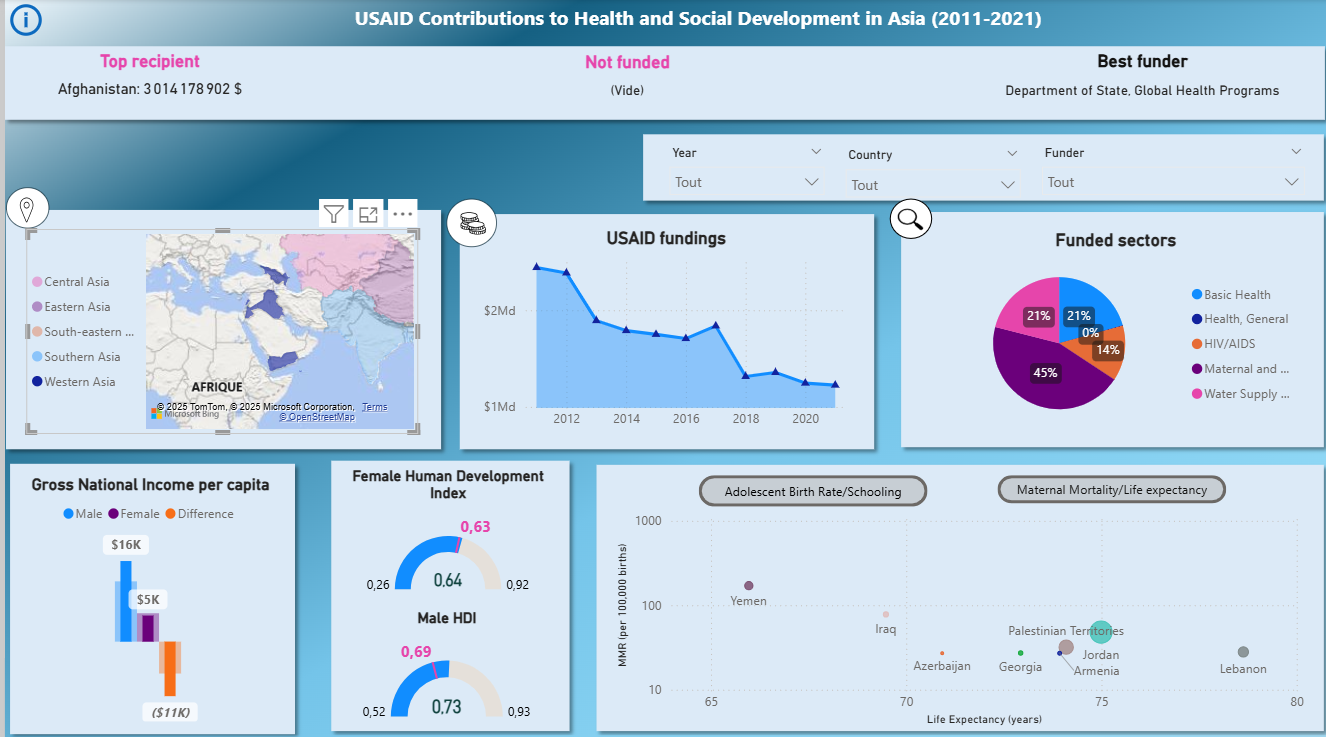 USAID Contributions to Health and Social Development in Asia (2011-2021)
Top recipient
Afghanistan: 3 014 178 902 $
Not funded
(Vide)
Best funder
Department of State, Global Health Programs
Year
Tout
Country
Tout
Funder
Tout
Central Asia
Eastern Asia
South-eastern ...
Southern Asia
Western Asia
AFRIQUE
© 2025 TomTom, © 2025 Microsoft Corporation, Terms
Microsoft Bing
© OpenStreetMap
USAID fundings
$2Md
$1Md
2012
2014
2016
2018
2020
Funded sectors
21%
21%
0%
14%
45%
Basic Health
Health, General
HIV/AIDS
Maternal and ...
Water Supply ...
Gross National Income per capita
Male
Female
Difference
$16K
$5K
($11K)
Female Human Development
Index
0,63
0,26
0.64
0,92
Male HDI
0,69
0,52
0,73
0,93
Adolescent Birth Rate/Schooling
Maternal Mortality/Life expectancy
MMR (per 100,000 births)
1000
100
10
Yemen
Iraq
Palestinian Territories
Azerbaijan
Georgia
Jordan
Armenia
Lebanon
65
70
75
80
Life Expectancy (years)